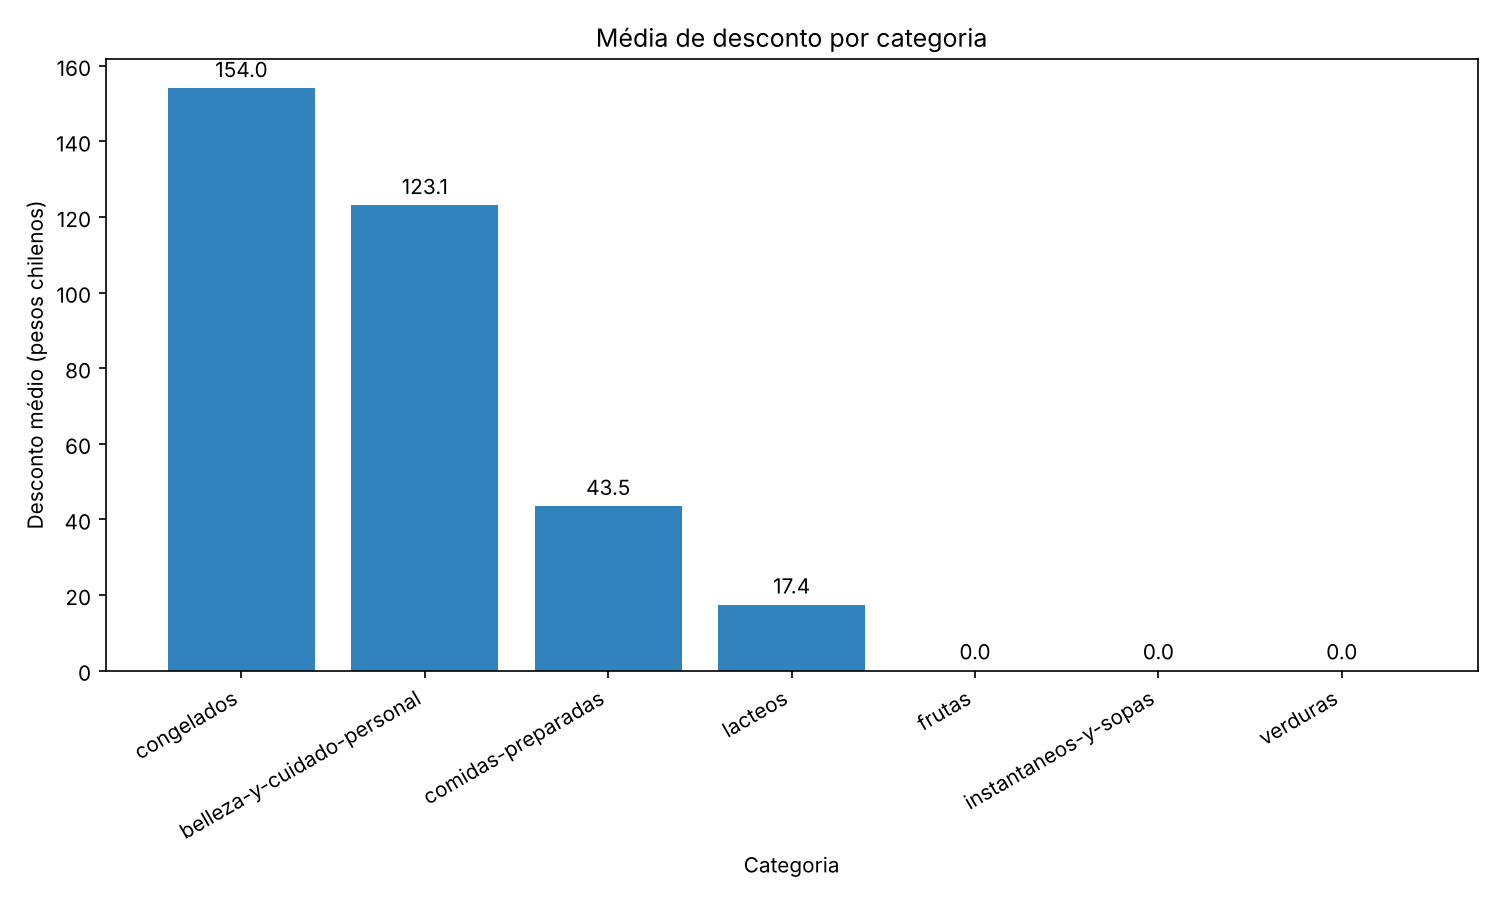 Média de desconto por categoria
Desconto médio (pesos chilenos)
160
140
120
100
80
60
40
20
0
154.0
123.1
43.5
17.4
0.0
0.0
0.0
congelados
belleza-y-cuidado-personal
comidas-preparadas
lacteos
frutas
instantaneos-y-sopas
verduras
Categoria